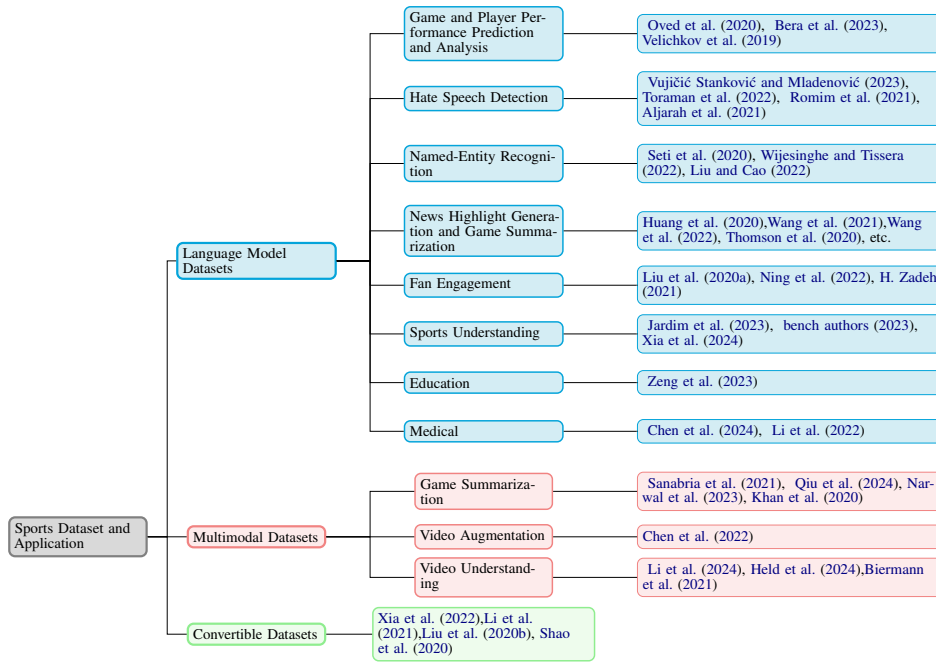 Game and Player Per-
formance Prediction
and Analysis
Oved et al. (2020), Bera et al. (2023),
Velichkov et al. (2019)
Hate Speech Detection
Vujičić Stanković and Mladenović (2023),
Toraman et al. (2022), Romim et al. (2021),
Aljarah et al. (2021)
Named-Entity Recogni-
tion
Seti et al. (2020), Wijesinghe and Tissera
(2022), Liu and Cao (2022)
News Highlight Genera-
tion and Game Summa-
rization
Huang et al. (2020),Wang et al. (2021),Wang
et al. (2022), Thomson et al. (2020), etc.
Language Model
Datasets
Fan Engagement
Liu et al. (2020a), Ning et al. (2022), H. Zadeh
(2021)
Sports Understanding
Jardim et al. (2023), bench authors (2023),
Xia et al. (2024)
Education
Zeng et al. (2023)
Medical
Chen et al. (2024), Li et al. (2022)
Game Summariza-
tion
Sanabria et al. (2021), Qiu et al. (2024), Nar-
wal et al. (2023), Khan et al. (2020)
Sports Dataset and
Application
Multimodal Datasets
Video Augmentation
Chen et al. (2022)
Video Understand-
ing
Li et al. (2024), Held et al. (2024),Biermann
et al. (2021)
Convertible Datasets
Xia et al. (2022),Li et al.
(2021),Liu et al. (2020b), Shao
et al. (2020)